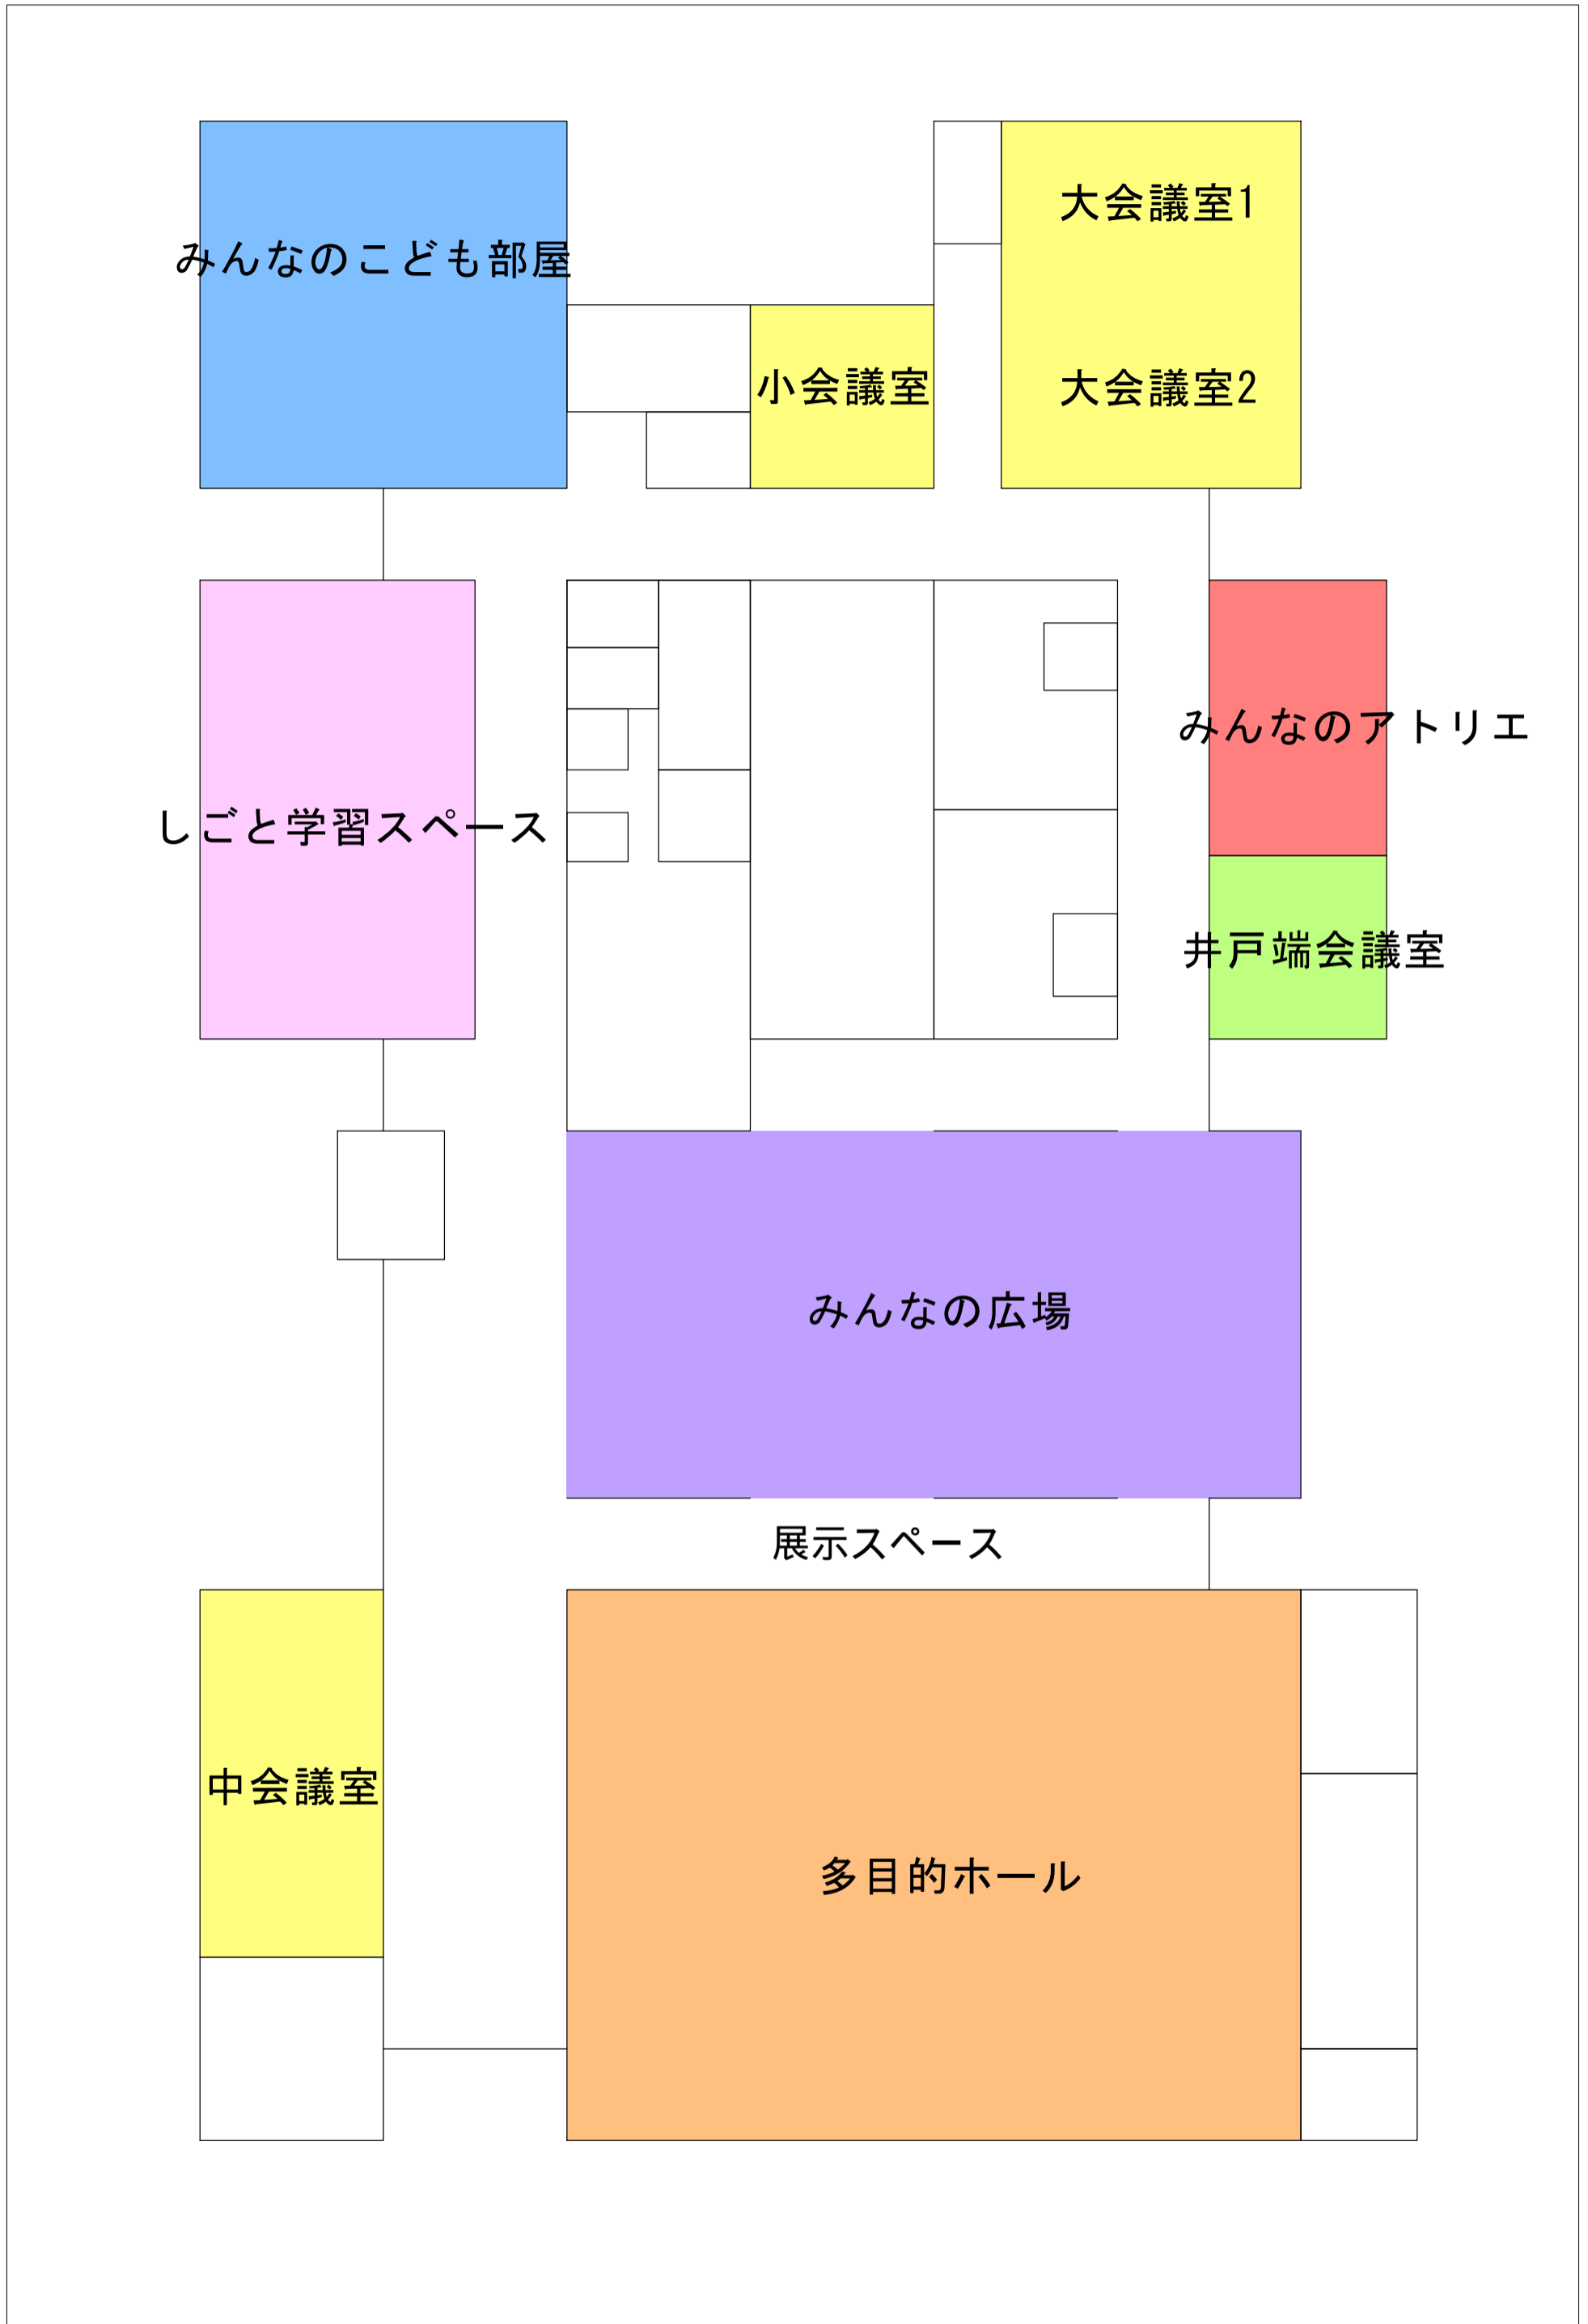 大会議室1
みんなのこども部屋
小会議室
大会議室2
みんなのアトリエ
しごと学習スペース
井戸端会議室
みんなの広場
展示スペース
中会議室
多目的ホール